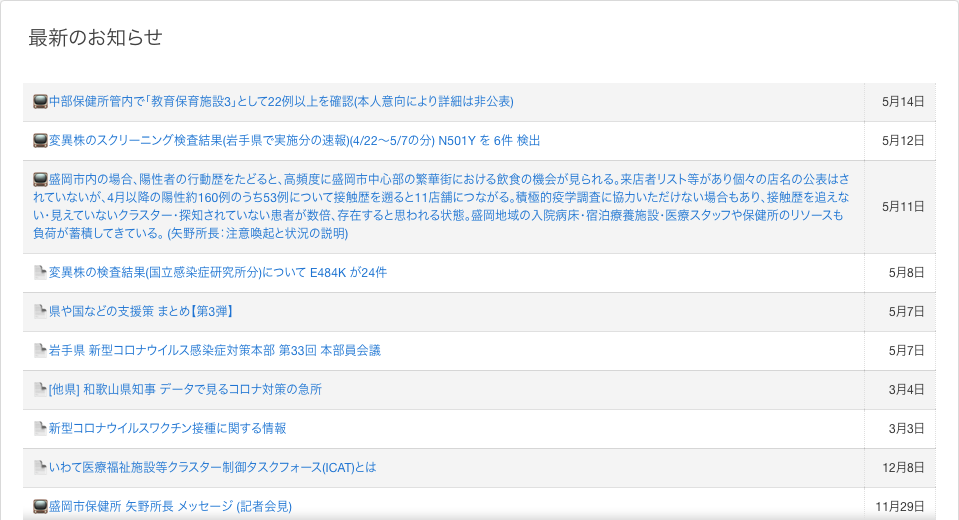 最新のお知らせ
中部保健所管内で「教育保育施設3」として22例以上を確認(本人意向により詳細は非公表)
5月14日
変異株のスクリーニング検査結果(岩手県で実施分の速報)(4/22〜5/7の分) N501Y を 6件 検出
5月12日
盛岡市内の場合、陽性者の行動歴をたどると、高頻度に盛岡市中心部の繁華街における飲食の機会が見られる。来店者リスト等があり個々の店名の公表はさ
れていないが、4月以降の陽性約160例のうち53例について接触歴を遡ると11店舗につながる。積極的疫学調査に協力いただけない場合もあり、接触歴を追えな
い・見えていないクラスター・探知されていない患者が数倍、存在すると思われる状態。盛岡地域の入院病床・宿泊療養施設・医療スタッフや保健所のリソースも
負荷が蓄積してきている。 (矢野所長：注意喚起と状況の説明)
5月11日
変異株の検査結果(国立感染症研究所分)について E484K が24件
5月8日
県や国などの支援策 まとめ【第3弾】
5月7日
岩手県 新型コロナウイルス感染症対策本部 第33回 本部員会議
5月7日
[他県] 和歌山県知事 データで見るコロナ対策の急所
3月4日
新型コロナウイルスワクチン接種に関する情報
3月3日
いわて医療福祉施設等クラスター制御タスクフォース(ICAT)とは
12月8日
盛岡市保健所 矢野所長 メッセージ (記者会見)
11月29日